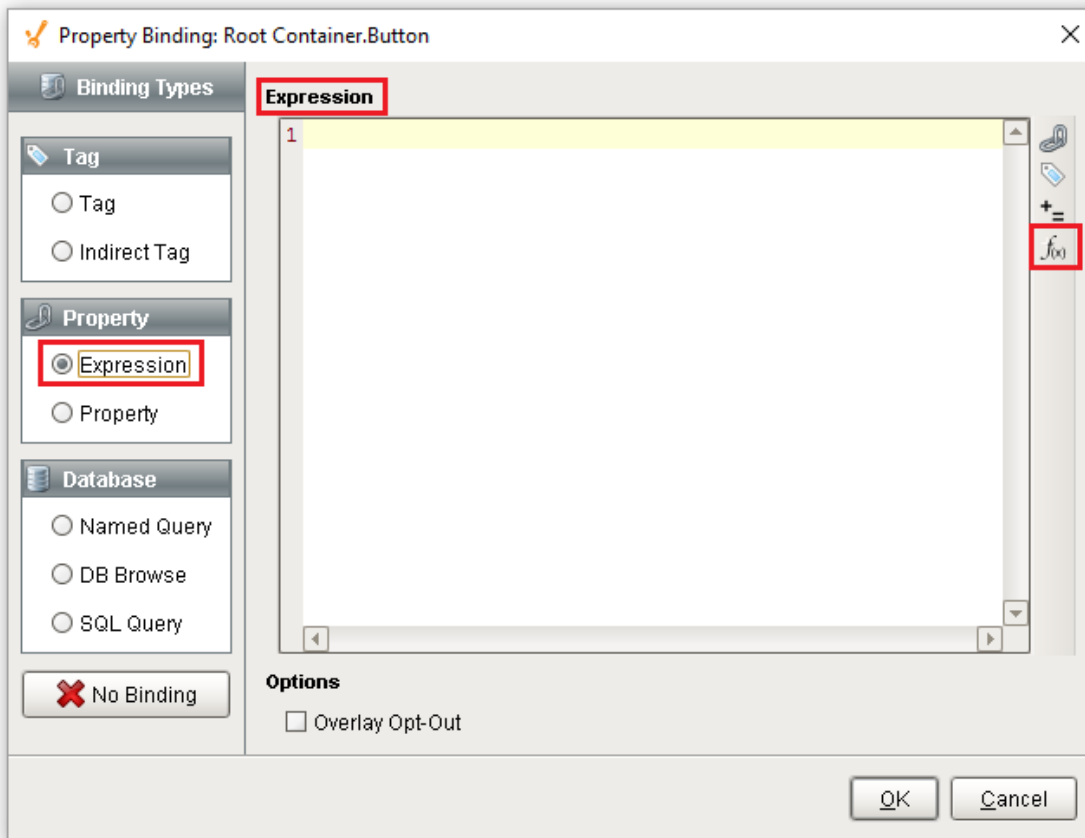 Property Binding: Root Container.Button
Binding Types
Tag
Tag
Indirect Tag
Property
Expression
Property
Database
Named Query
DB Browse
SQL Query
No Binding
Expression
1
+=
f(x)
Options
Overlay Opt-Out
OK
Cancel